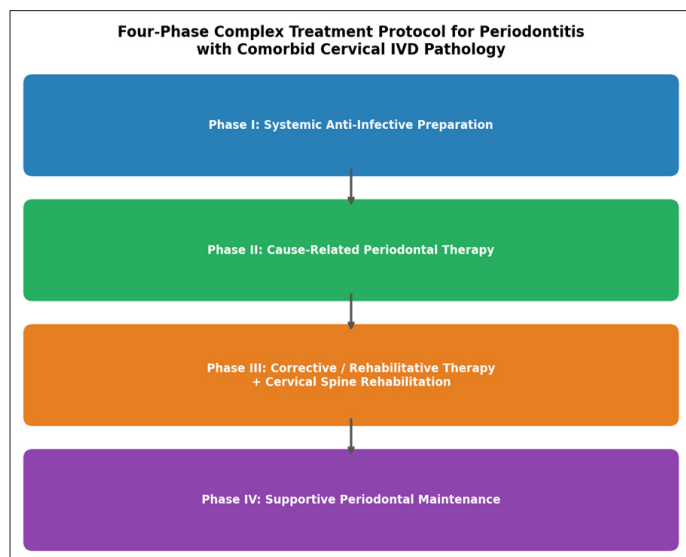 Four-Phase Complex Treatment Protocol for Periodontitis
with Comorbid Cervical IVD Pathology
Phase I: Systemic Anti-Infective Preparation
Phase II: Cause-Related Periodontal Therapy
Phase III: Corrective / Rehabilitative Therapy
+ Cervical Spine Rehabilitation
Phase IV: Supportive Periodontal Maintenance